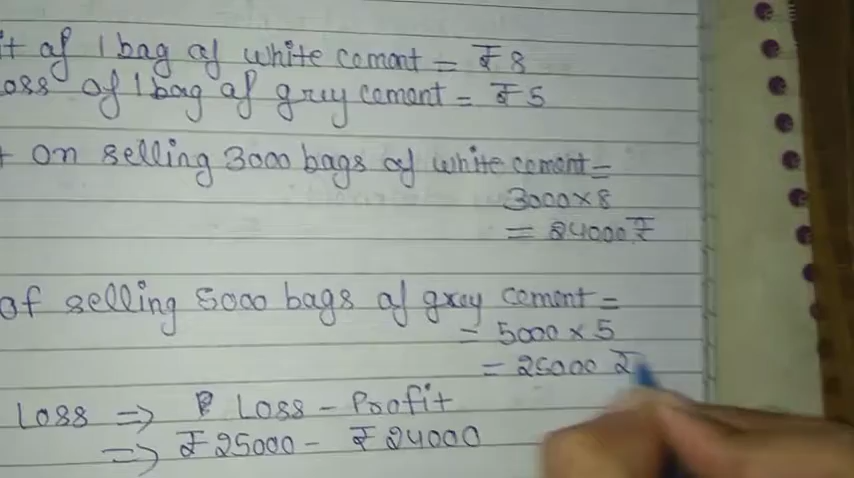 it of 1 bag of white cement = ₹ 8
oss of 1 bag of grey cement = ₹ 5
t on selling 3000 bags of white cement =
3000 × 8
= 24000 ₹
of selling 5000 bags of grey cement =
= 5000 × 5
= 25000 ₹
Loss => Loss - Profit
=> ₹ 25000 - ₹ 24000